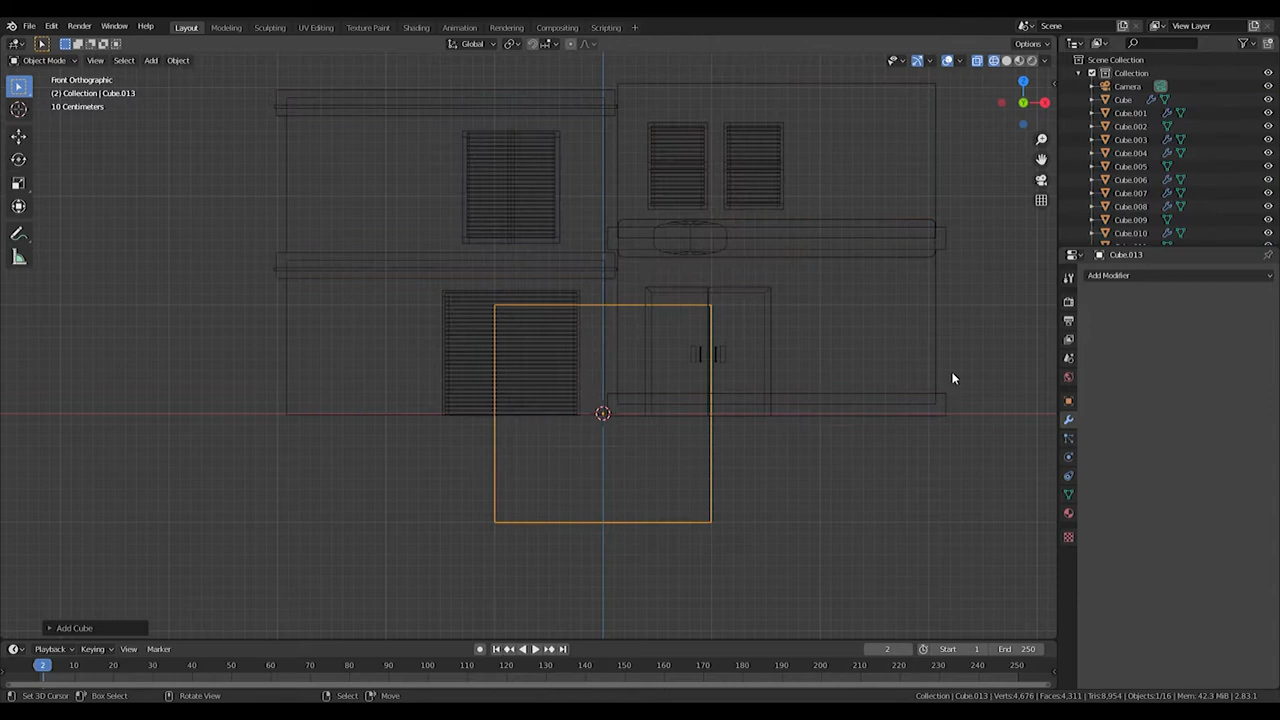 File Edit Render Window Help Layout Modeling Sculpting UV Editing Texture Paint Shading Animation Rendering Compositing Scripting + Scene View Layer
Global Options
Object Mode View Select Add Object
Front Orthographic
(2) Collection | Cube.013
10 Centimeters
Scene Collection
Collection
Camera
Cube
Cube.001
Cube.002
Cube.003
Cube.004
Cube.005
Cube.006
Cube.007
Cube.008
Cube.009
Cube.010
Cube.013
Add Modifier
X
Z
Add Cube
Playback Keying View Marker 2 Start 1 End 250
2 10 20 30 40 50 60 70 80 90 100 110 120 130 140 150 160 170 180 190 200 210 220 230 240 250
Set 3D Cursor Box Select Rotate View Select Move Collection | Cube.013 | Verts:4,676 | Faces:4,311 | Tris:8,954 | Objects:1/16 | Mem: 42.3 MiB | 2.83.1